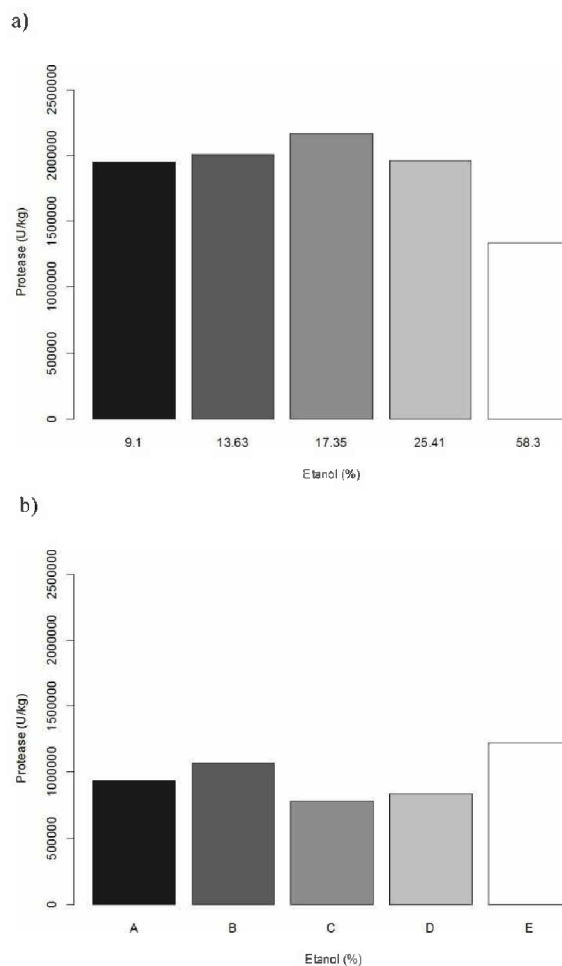 a)
2500000
2000000
1500000
1000000
500000
0
Protease (U/kg)
9.1 13.63 17.35 25.41 58.3
Etanol (%)
b)
2500000
2000000
1500000
1000000
500000
0
Protease (U/kg)
A B C D E
Etanol (%)